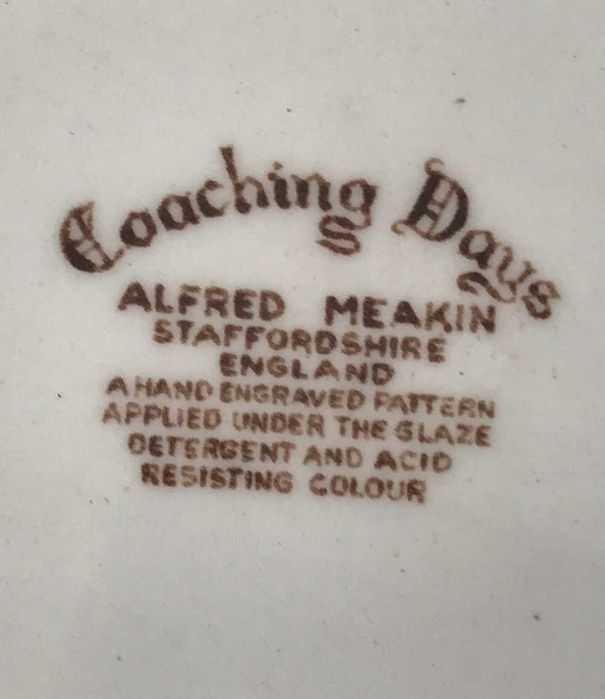 Coaching Days
ALFRED MEAKIN
STAFFORDSHIRE
ENGLAND
A HAND ENGRAVED PATTERN
APPLIED UNDER THE GLAZE
DETERGENT AND ACID
RESISTING COLOUR